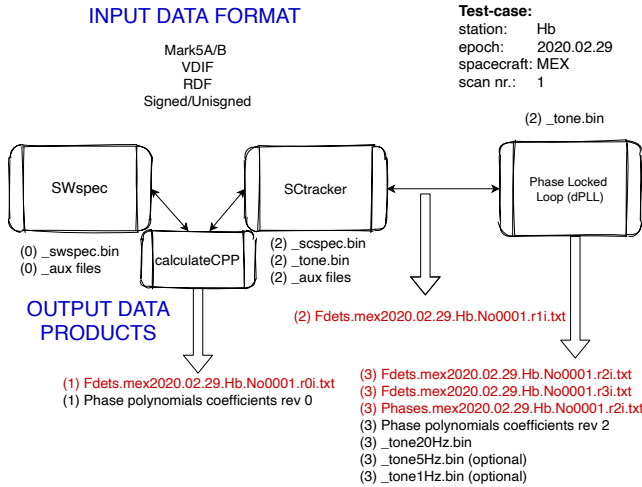 INPUT DATA FORMAT
Mark5A/B
VDIF
RDF
Signed/Unisgned
Test-case:
station: Hb
epoch: 2020.02.29
spacecraft: MEX
scan nr.: 1
(2) _tone.bin
SWspec
SCtracker
Phase Locked
Loop (dPLL)
calculateCPP
(0) _swspec.bin
(0) _aux files
(2) _scspec.bin
(2) _tone.bin
(2) _aux files
OUTPUT DATA
PRODUCTS
(2) Fdets.mex2020.02.29.Hb.No0001.r1i.txt
(1) Fdets.mex2020.02.29.Hb.No0001.r0i.txt
(1) Phase polynomials coefficients rev 0
(3) Fdets.mex2020.02.29.Hb.No0001.r2i.txt
(3) Fdets.mex2020.02.29.Hb.No0001.r3i.txt
(3) Phases.mex2020.02.29.Hb.No0001.r2i.txt
(3) Phase polynomials coefficients rev 2
(3) _tone20Hz.bin
(3) _tone5Hz.bin (optional)
(3) _tone1Hz.bin (optional)